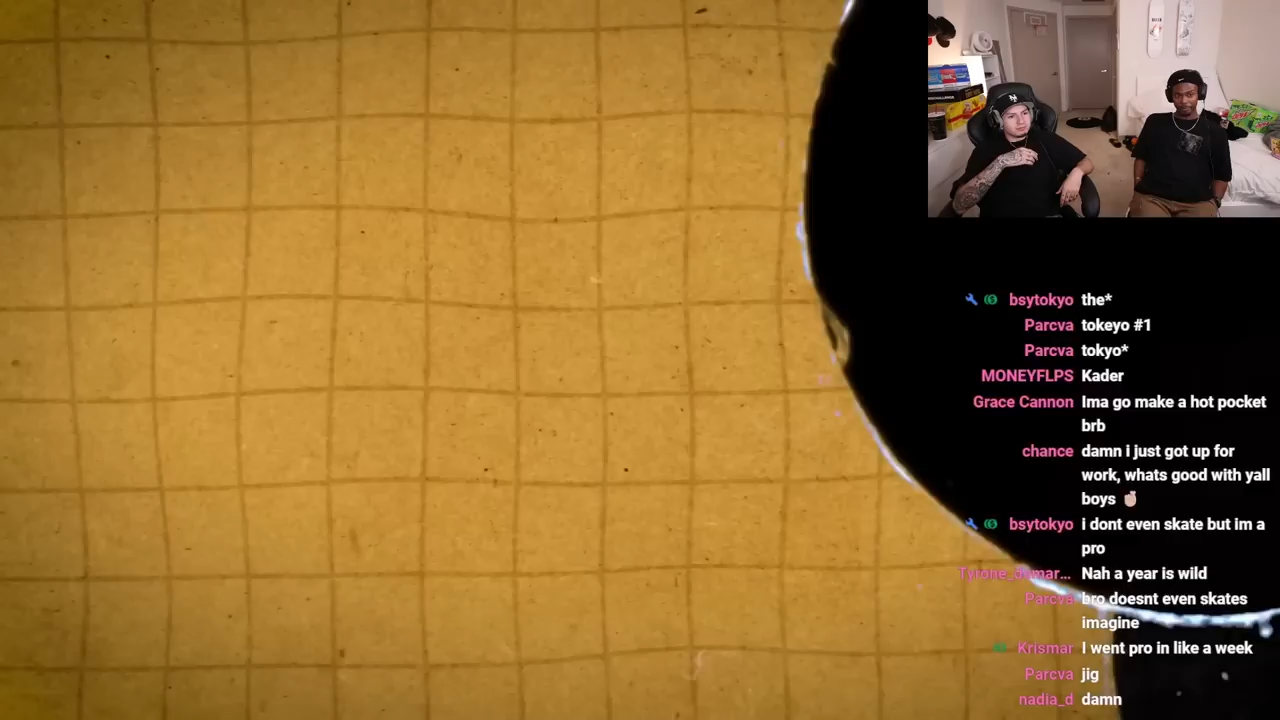 bsytokyo the*
Parcva tokeyo #1
Parcva tokyo*
MONEYFLPS Kader
Grace Cannon Ima go make a hot pocket
brb
chance damn i just got up for
work, whats good with yall
boys
bsytokyo i dont even skate but im a
pro
Nah a year is wild
Parcva bro doesnt even skates
imagine
Krismar I went pro in like a week
Parcva jig
nadia_d damn